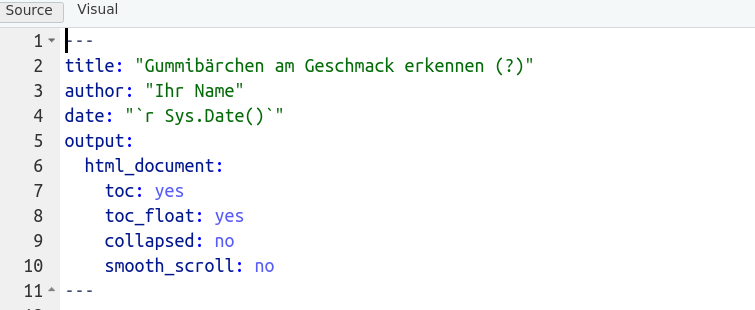 Source Visual
1 ---
2 title: "Gummibärchen am Geschmack erkennen (?)"
3 author: "Ihr Name"
4 date: "`r Sys.Date()`"
5 output:
6   html_document:
7     toc: yes
8     toc_float: yes
9     collapsed: no
10     smooth_scroll: no
11 ---